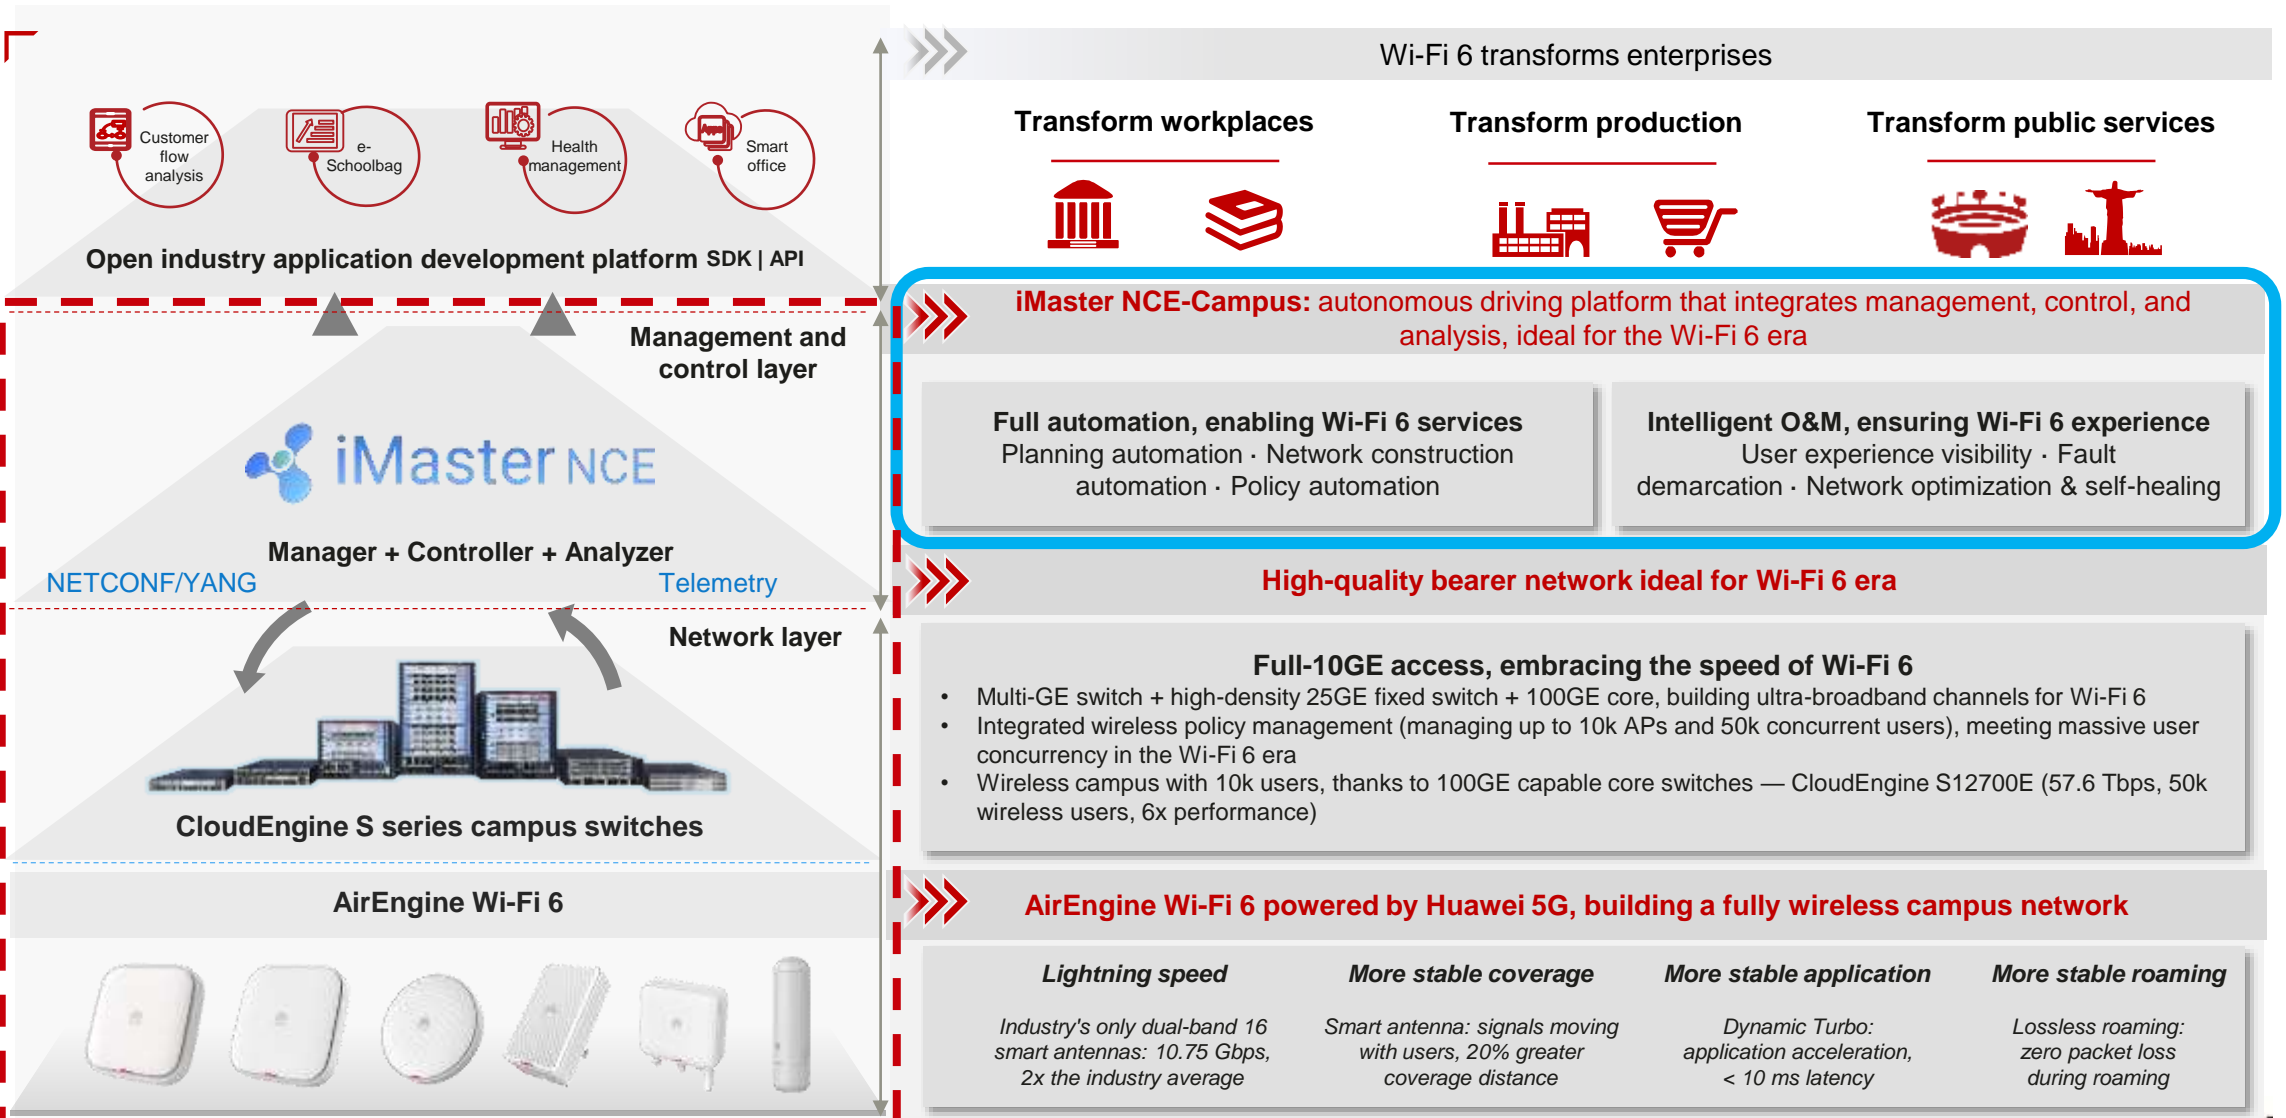 Wi-Fi 6 transforms enterprises
Customer
flow
analysis
e-
Schoolbag
Health
management
Apps
Smart
office
Open industry application development platform SDK | API
Transform workplaces
Transform production
Transform public services
Management and
control layer
iMaster NCE
Manager + Controller + Analyzer
NETCONF/YANG
Telemetry
iMaster NCE-Campus: autonomous driving platform that integrates management, control, and
analysis, ideal for the Wi-Fi 6 era
Full automation, enabling Wi-Fi 6 services
Planning automation · Network construction
automation · Policy automation
Intelligent O&M, ensuring Wi-Fi 6 experience
User experience visibility · Fault
demarcation · Network optimization & self-healing
Network layer
CloudEngine S series campus switches
High-quality bearer network ideal for Wi-Fi 6 era
Full-10GE access, embracing the speed of Wi-Fi 6
• Multi-GE switch + high-density 25GE fixed switch + 100GE core, building ultra-broadband channels for Wi-Fi 6
• Integrated wireless policy management (managing up to 10k APs and 50k concurrent users), meeting massive user
concurrency in the Wi-Fi 6 era
• Wireless campus with 10k users, thanks to 100GE capable core switches — CloudEngine S12700E (57.6 Tbps, 50k
wireless users, 6x performance)
AirEngine Wi-Fi 6
AirEngine Wi-Fi 6 powered by Huawei 5G, building a fully wireless campus network
Lightning speed
Industry's only dual-band 16
smart antennas: 10.75 Gbps,
2x the industry average
More stable coverage
Smart antenna: signals moving
with users, 20% greater
coverage distance
More stable application
Dynamic Turbo:
application acceleration,
< 10 ms latency
More stable roaming
Lossless roaming:
zero packet loss
during roaming